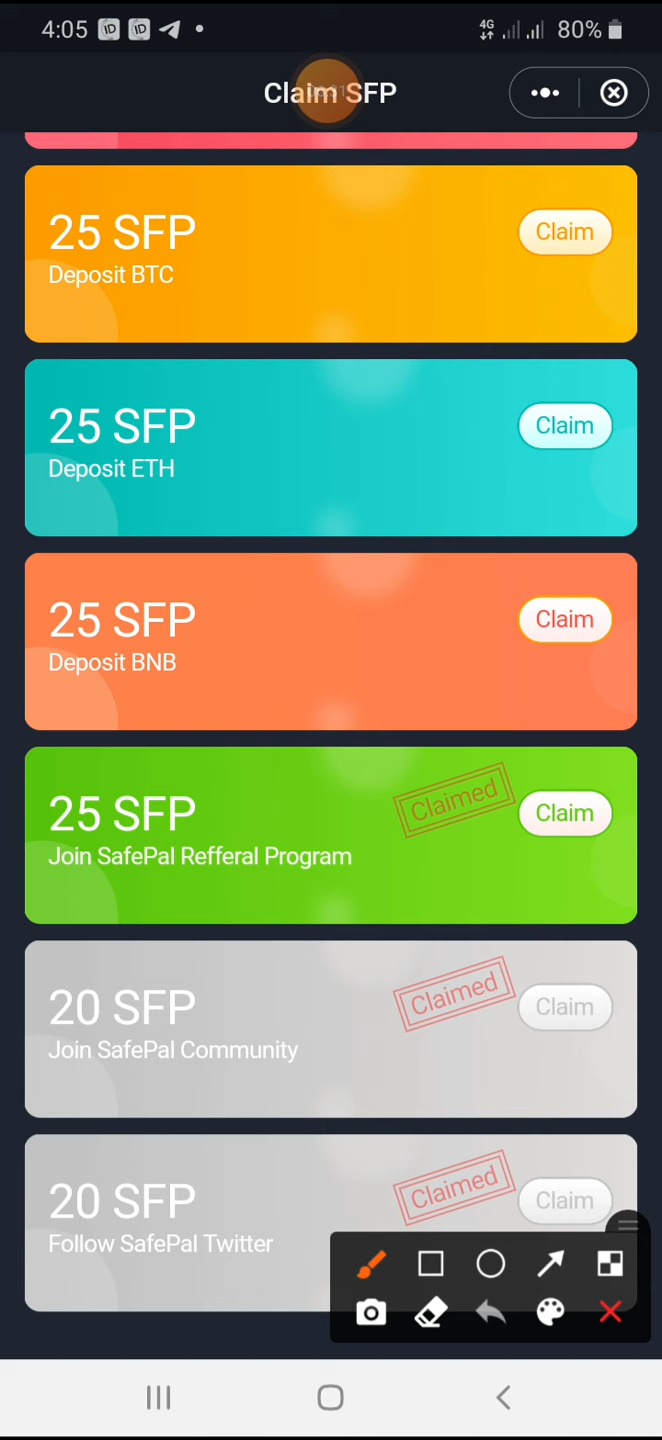 4:05
4G 80%
Claim SFP
25 SFP
Claim
Deposit BTC
25 SFP
Claim
Deposit ETH
25 SFP
Claim
Deposit BNB
25 SFP
Claimed
Claim
Join SafePal Refferal Program
20 SFP
Claimed
Claim
Join SafePal Community
20 SFP
Claimed
Claim
Follow SafePal Twitter